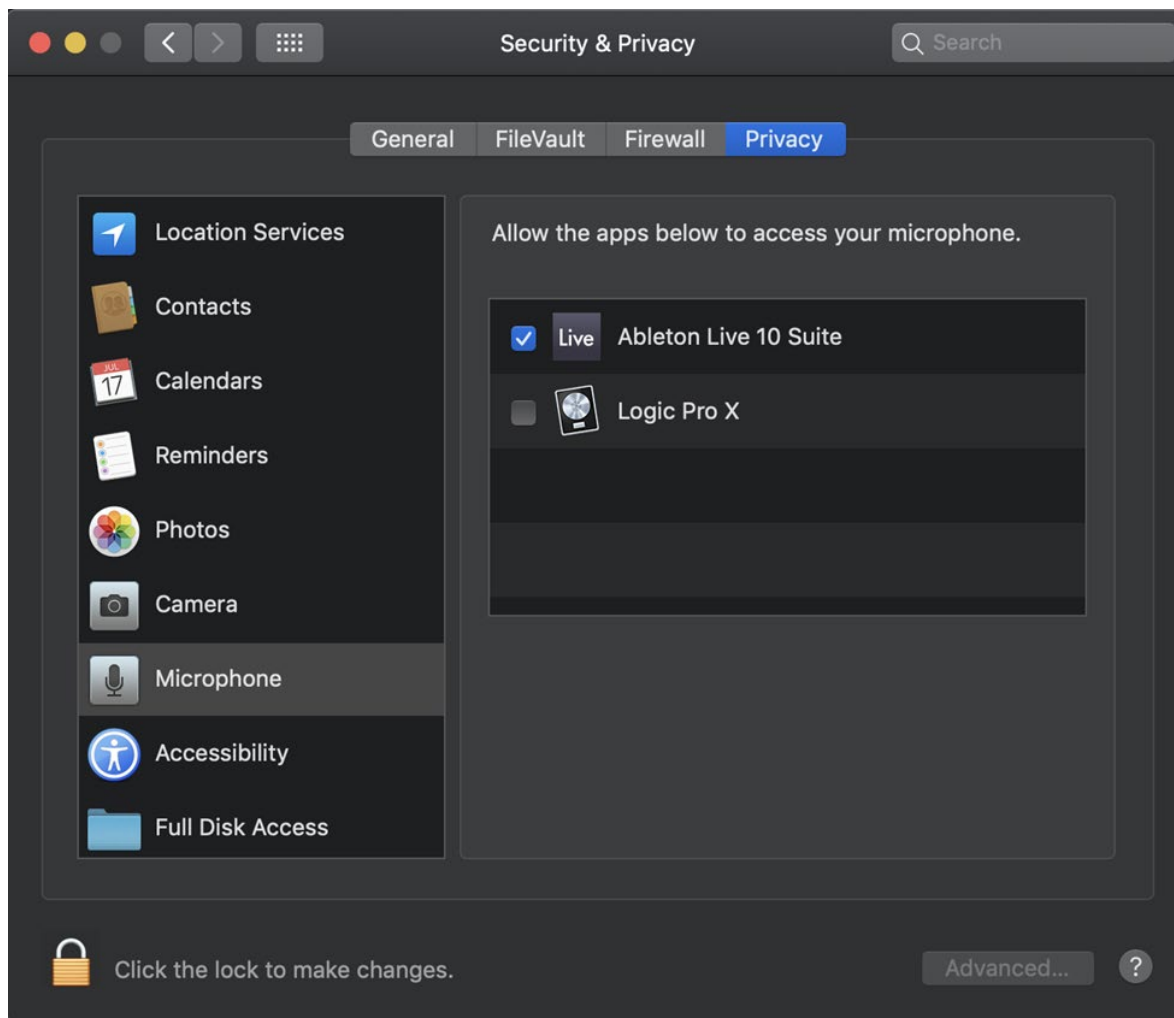 Security & Privacy
Search
General FileVault Firewall Privacy
Location Services
Contacts
JUL
17
Calendars
Reminders
Photos
Camera
Microphone
Accessibility
Full Disk Access
Allow the apps below to access your microphone.
Live Ableton Live 10 Suite
Logic Pro X
Click the lock to make changes.
Advanced...
?